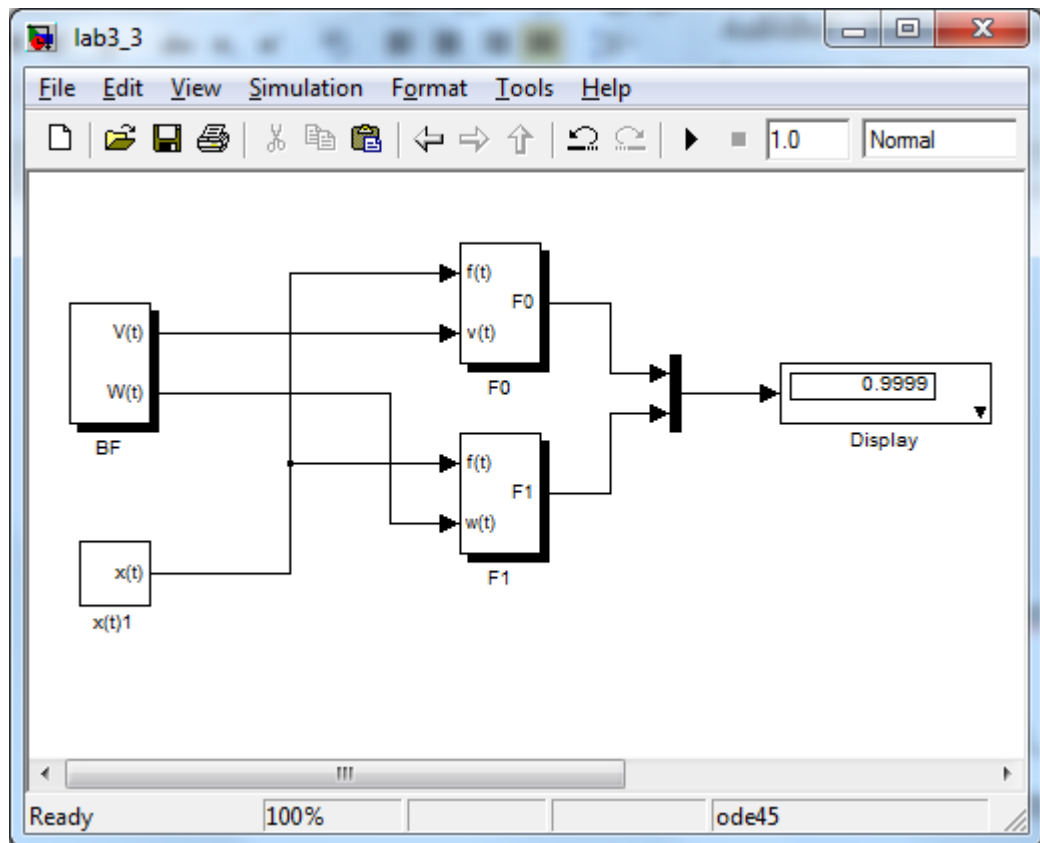 lab3_3
File Edit View Simulation Format Tools Help
1.0 Normal
V(t)
W(t)
BF
x(t)
x(t)1
f(t)
F0
v(t)
F0
f(t)
F1
w(t)
F1
0.9999
Display
Ready 100% ode45